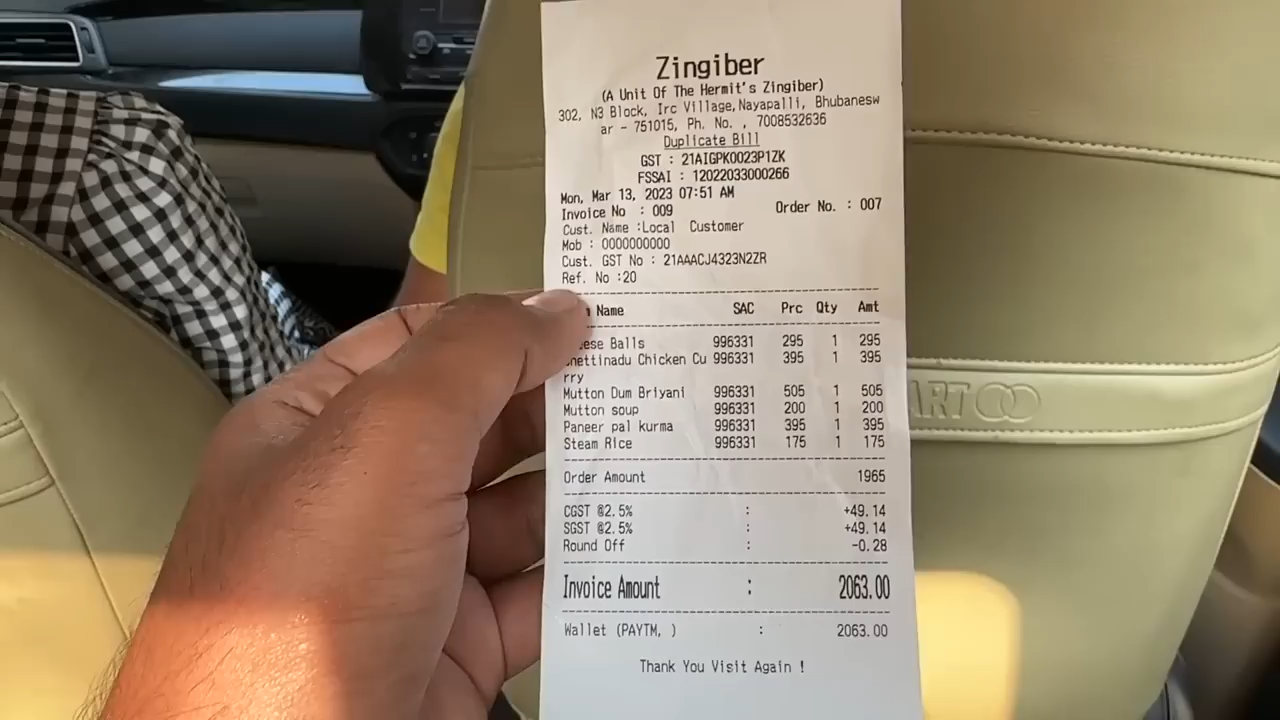 Zingiber
(A Unit Of The Hermit's Zingiber)
302, N3 Block, Irc Village,Nayapalli, Bhubanesw
ar - 751015, Ph. No. , 7008532636
Duplicate Bill
GST : 21AIGPK0023P1ZK
FSSAI : 12022033000266
Mon, Mar 13, 2023 07:51 AM
Invoice No : 009 Order No. : 007
Cust. Name :Local Customer
Mob : 0000000000
Cust. GST No : 21AAACJ4323N2ZR
Ref. No :20
Name SAC Prc Qty Amt
Balls 996331 295 1 295
Chicken Cu 996331 395 1 395
rry
Mutton Dum Briyani 996331 505 1 505
Mutton soup 996331 200 1 200
Paneer pal kurma 996331 395 1 395
Steam Rice 996331 175 1 175
Order Amount 1965
CGST @2.5% : +49.14
SGST @2.5% : +49.14
Round Off : -0.28
Invoice Amount : 2063.00
Wallet (PAYTM, ) : 2063.00
Thank You Visit Again !